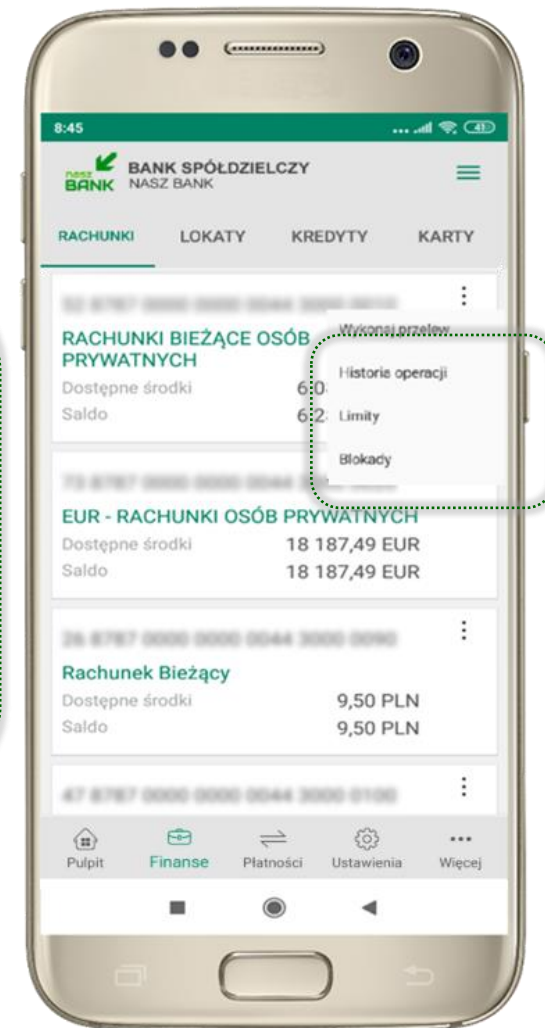 8:45
nasz
BANK
BANK SPÓŁDZIELCZY
NASZ BANK
RACHUNKI LOKATY KREDYTY KARTY
RACHUNKI BIEŻĄCE OSÓB
PRYWATNYCH
Dostępne środki
Saldo
Wykonaj przelew
Historia operacji
Limity
Blokady
EUR - RACHUNKI OSÓB PRYWATNYCH
Dostępne środki 18 187,49 EUR
Saldo 18 187,49 EUR
Rachunek Bieżący
Dostępne środki 9,50 PLN
Saldo 9,50 PLN
Pulpit Finanse Płatności Ustawienia Więcej